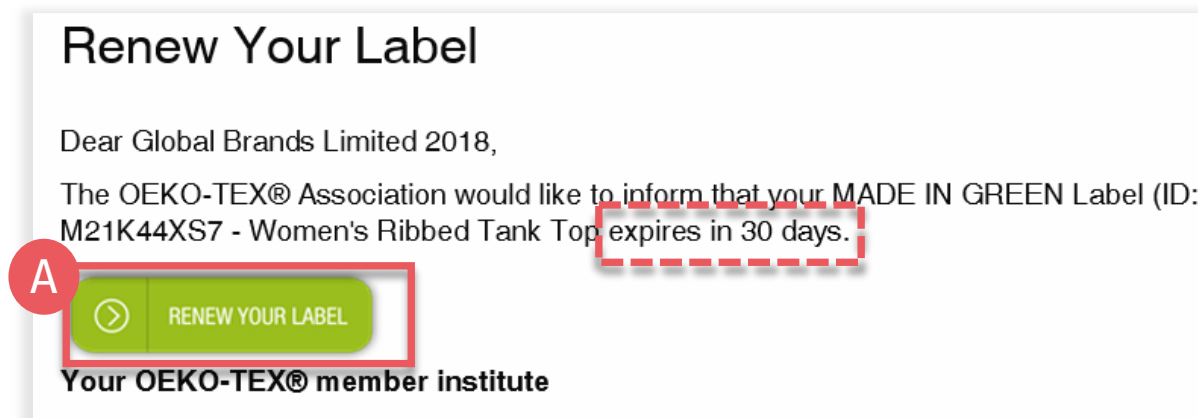 Renew Your Label
Dear Global Brands Limited 2018,
The OEKO-TEX® Association would like to inform that your MADE IN GREEN Label (ID:
M21K44XS7 - Women's Ribbed Tank Top expires in 30 days.
A
RENEW YOUR LABEL
Your OEKO-TEX® member institute